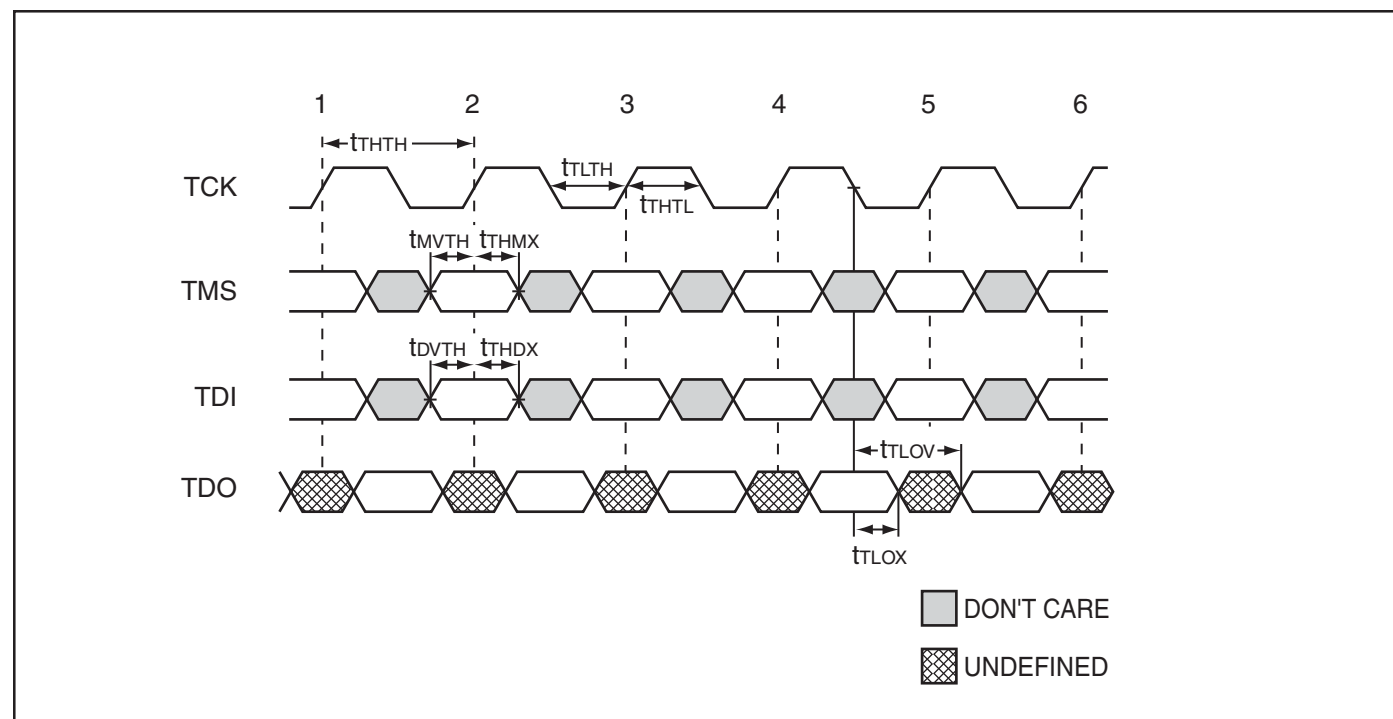 1 2 3 4 5 6
tTHTH
tTLTH
TCK
tTHTL
tMVTH tTHMX
TMS
tDVTH tTHDX
TDI
tTLOV
TDO
tTLOX
DON'T CARE
UNDEFINED